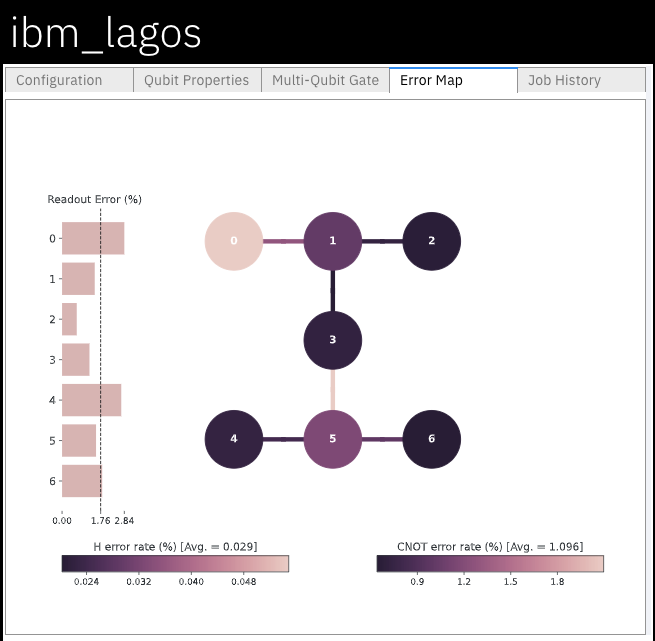 ibm_lagos
Configuration Qubit Properties Multi-Qubit Gate Error Map Job History
Readout Error (%)
0
1
2
3
4
5
6
0.00 1.76 2.84
0 1 2
3
4 5 6
H error rate (%) [Avg. = 0.029]
0.024 0.032 0.040 0.048
CNOT error rate (%) [Avg. = 1.096]
0.9 1.2 1.5 1.8